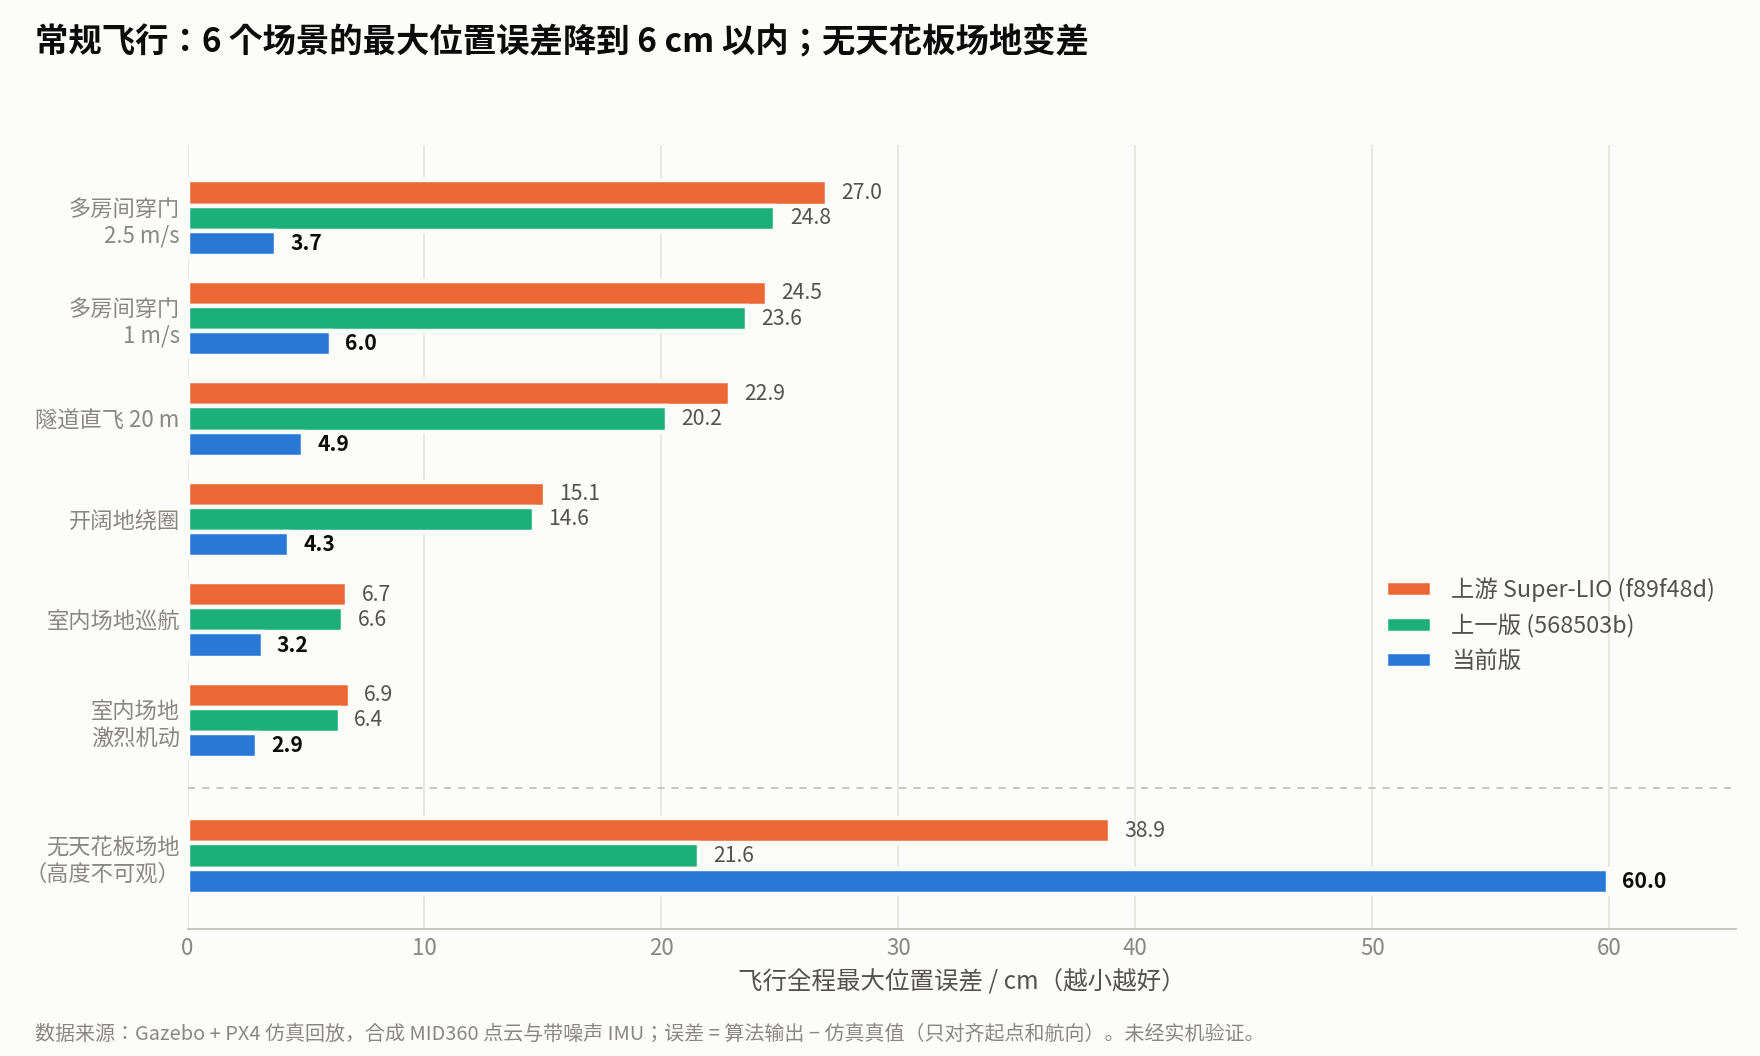 常规飞行：6 个场景的最大位置误差降到 6 cm 以内；无天花板场地变差
多房间穿门
2.5 m/s
27.0
24.8
3.7
多房间穿门
1 m/s
24.5
23.6
6.0
隧道直飞 20 m
22.9
20.2
4.9
开阔地绕圈
15.1
14.6
4.3
室内场地巡航
6.7
6.6
3.2
室内场地
激烈机动
6.9
6.4
2.9
上游 Super-LIO (f89f48d)
上一版 (568503b)
当前版
无天花板场地
（高度不可观）
38.9
21.6
60.0
0 10 20 30 40 50 60
飞行全程最大位置误差 / cm（越小越好）
数据来源：Gazebo + PX4 仿真回放，合成 MID360 点云与带噪声 IMU；误差 = 算法输出 − 仿真真值（只对齐起点和航向）。未经实机验证。